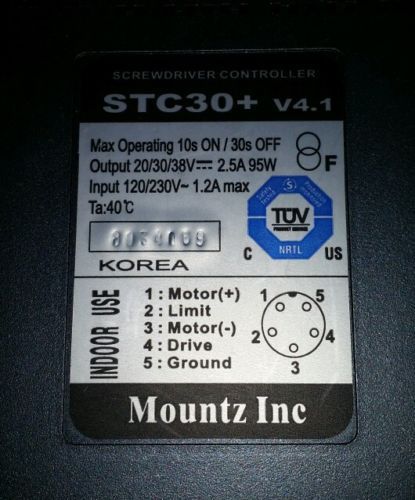 SCREWDRIVER CONTROLLER
STC30+ V4.1
Max Operating 10s ON / 30s OFF
Output 20/30/38V⎓ 2.5A 95W
Input 120/230V~ 1.2A max
Ta:40℃
F
TÜV
PRODUCT SERVICE
NRTL
C US
KOREA
INDOOR USE
1 : Motor(+)
2 : Limit
3 : Motor(-)
4 : Drive
5 : Ground
1 5
2 4
3
Mountz Inc